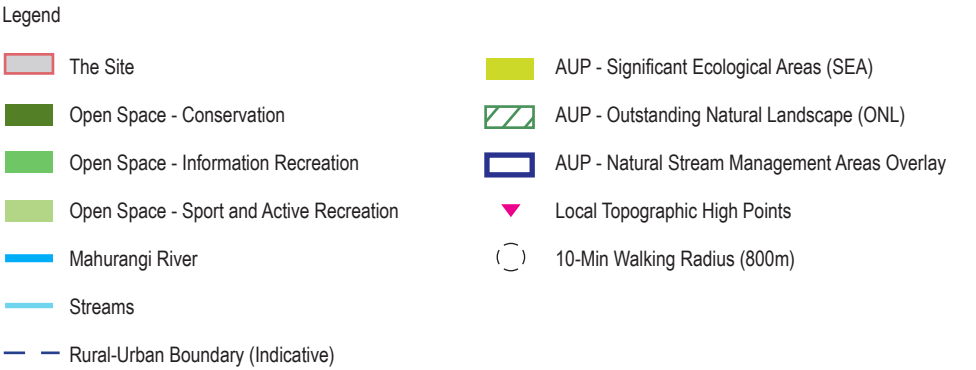 Legend
The Site
Open Space - Conservation
Open Space - Information Recreation
Open Space - Sport and Active Recreation
Mahurangi River
Streams
Rural-Urban Boundary (Indicative)
AUP - Significant Ecological Areas (SEA)
AUP - Outstanding Natural Landscape (ONL)
AUP - Natural Stream Management Areas Overlay
Local Topographic High Points
10-Min Walking Radius (800m)